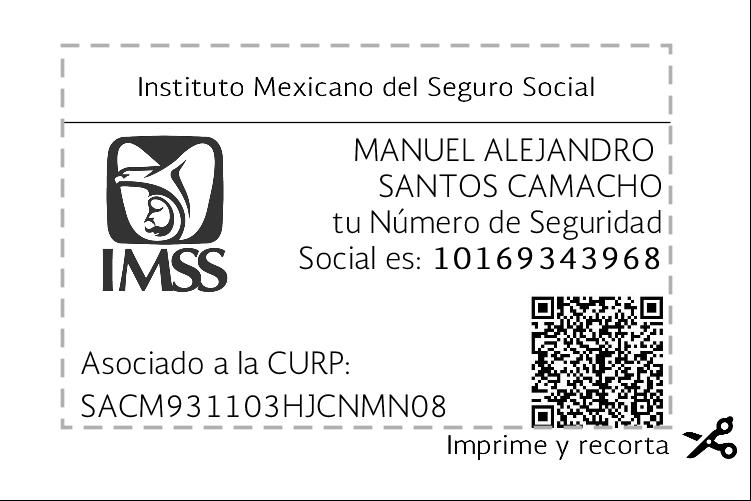 Instituto Mexicano del Seguro Social
MANUEL ALEJANDRO
SANTOS CAMACHO
tu Número de Seguridad
Social es: 10169343968
IMSS
Asociado a la CURP:
SACM931103HJCNMN08
Imprime y recorta